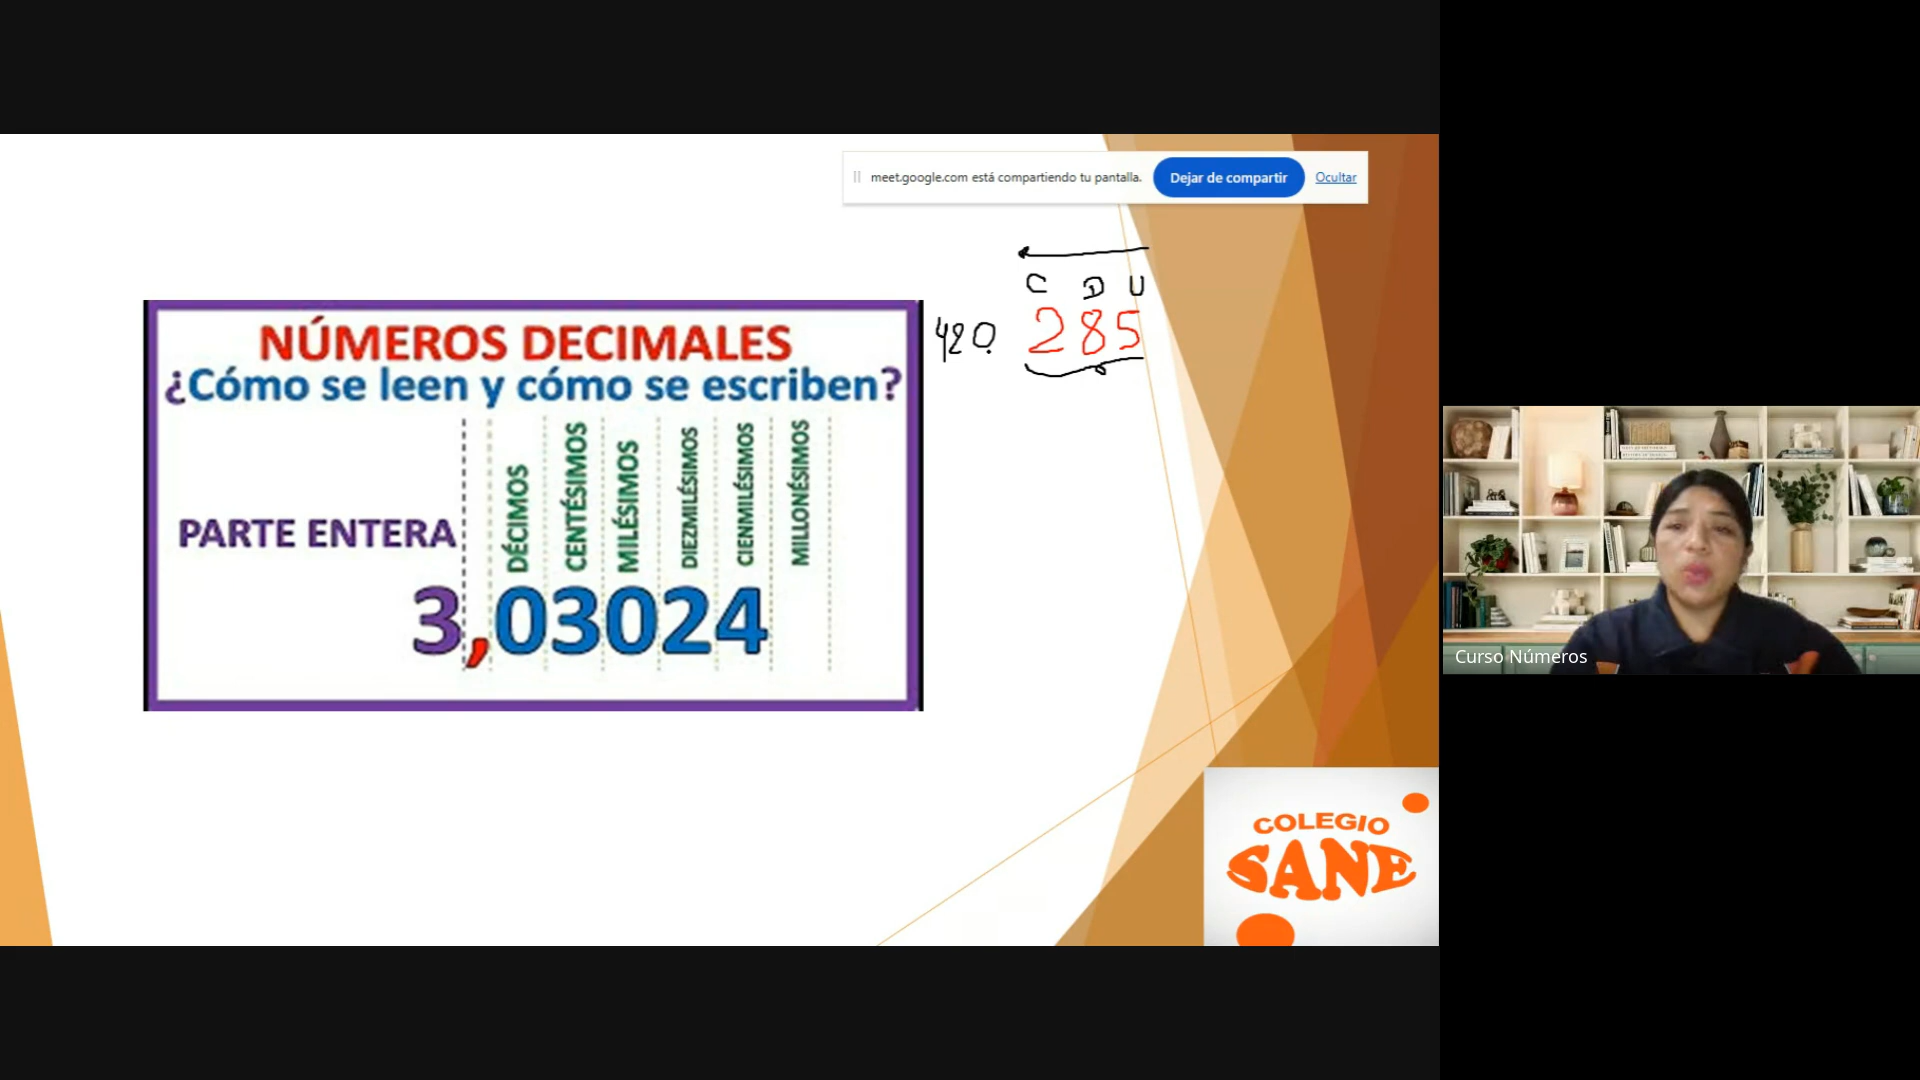 meet.google.com está compartiendo tu pantalla.
Dejar de compartir
Ocultar
C D U
420 285
NÚMEROS DECIMALES
¿Cómo se leen y cómo se escriben?
PARTE ENTERA
DÉCIMOS
CENTÉSIMOS
MILÉSIMOS
DIEZMILÉSIMOS
CIENMILÉSIMOS
MILLONÉSIMOS
3,03024
COLEGIO
SANE
Curso Números